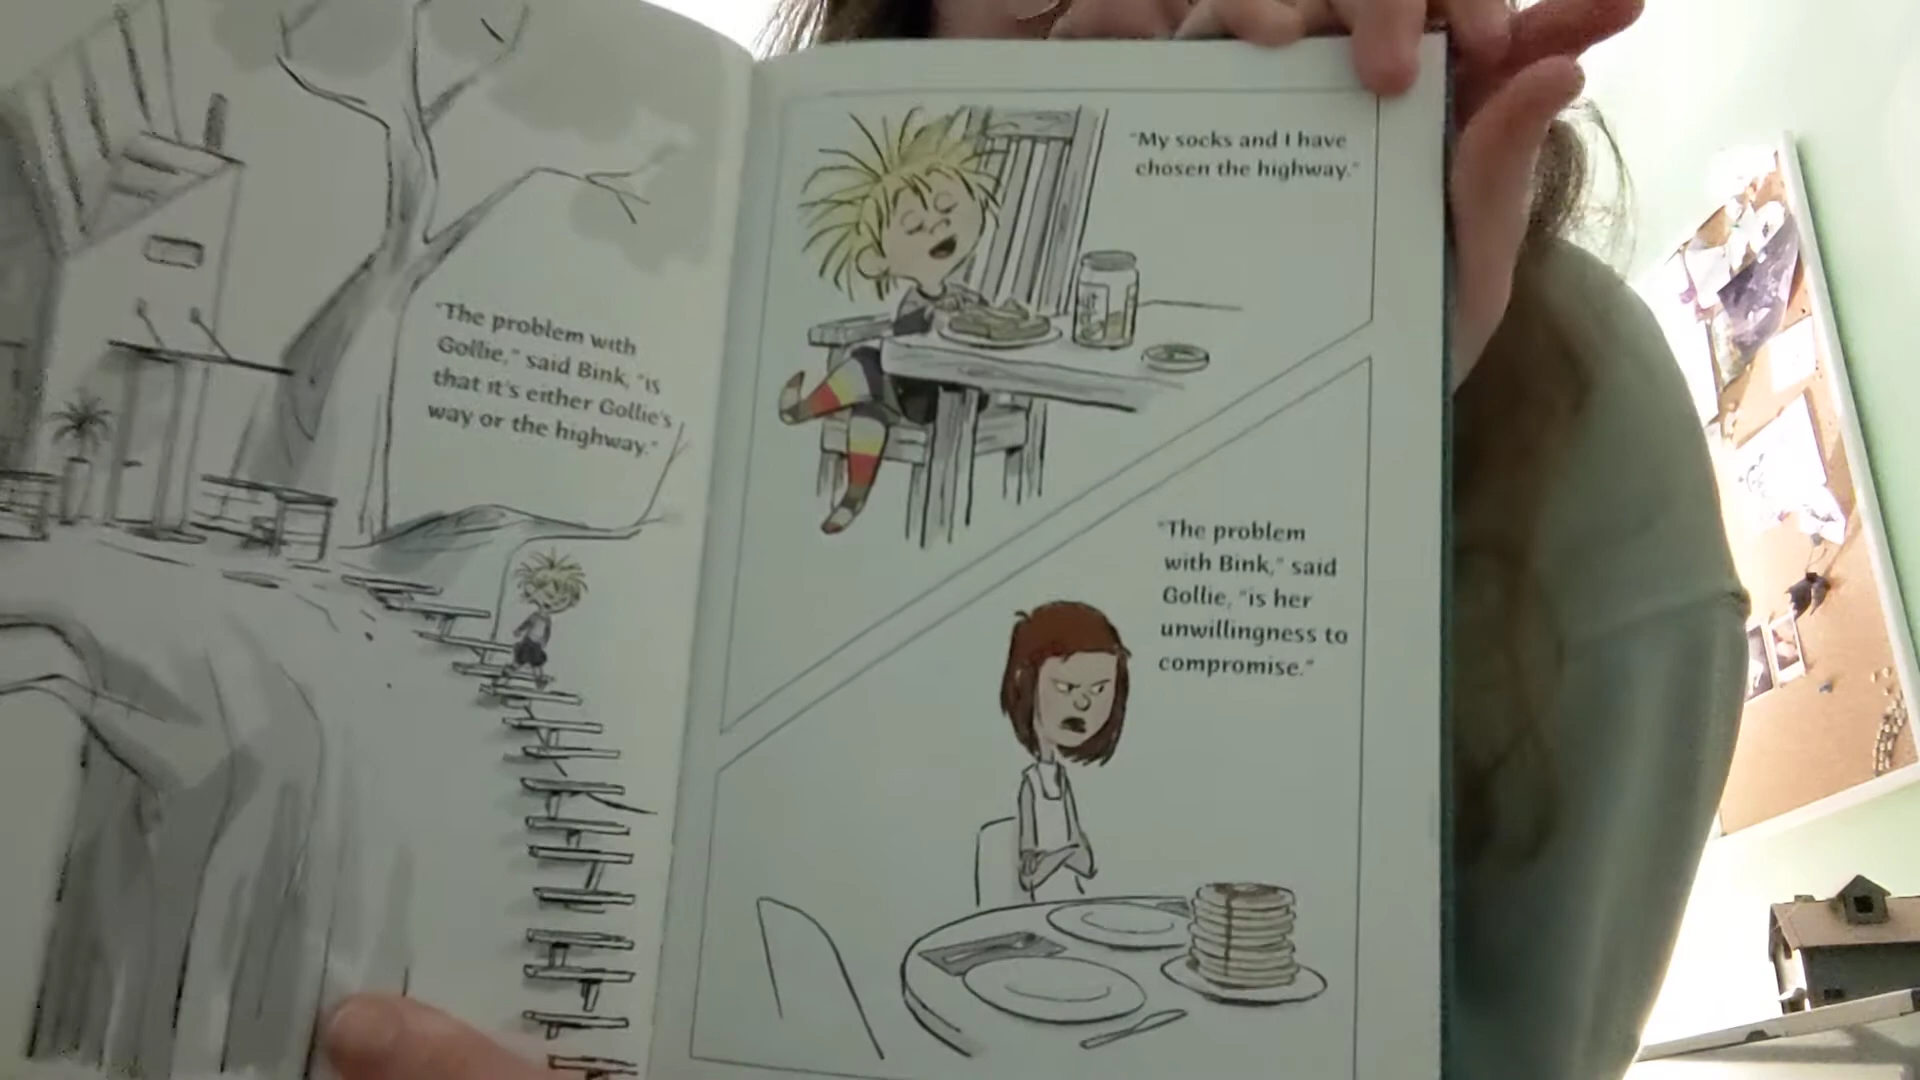 "The problem with
Gollie," said Bink, "is
that it's either Gollie's
way or the highway."
"My socks and I have
chosen the highway."
"The problem
with Bink," said
Gollie, "is her
unwillingness to
compromise."